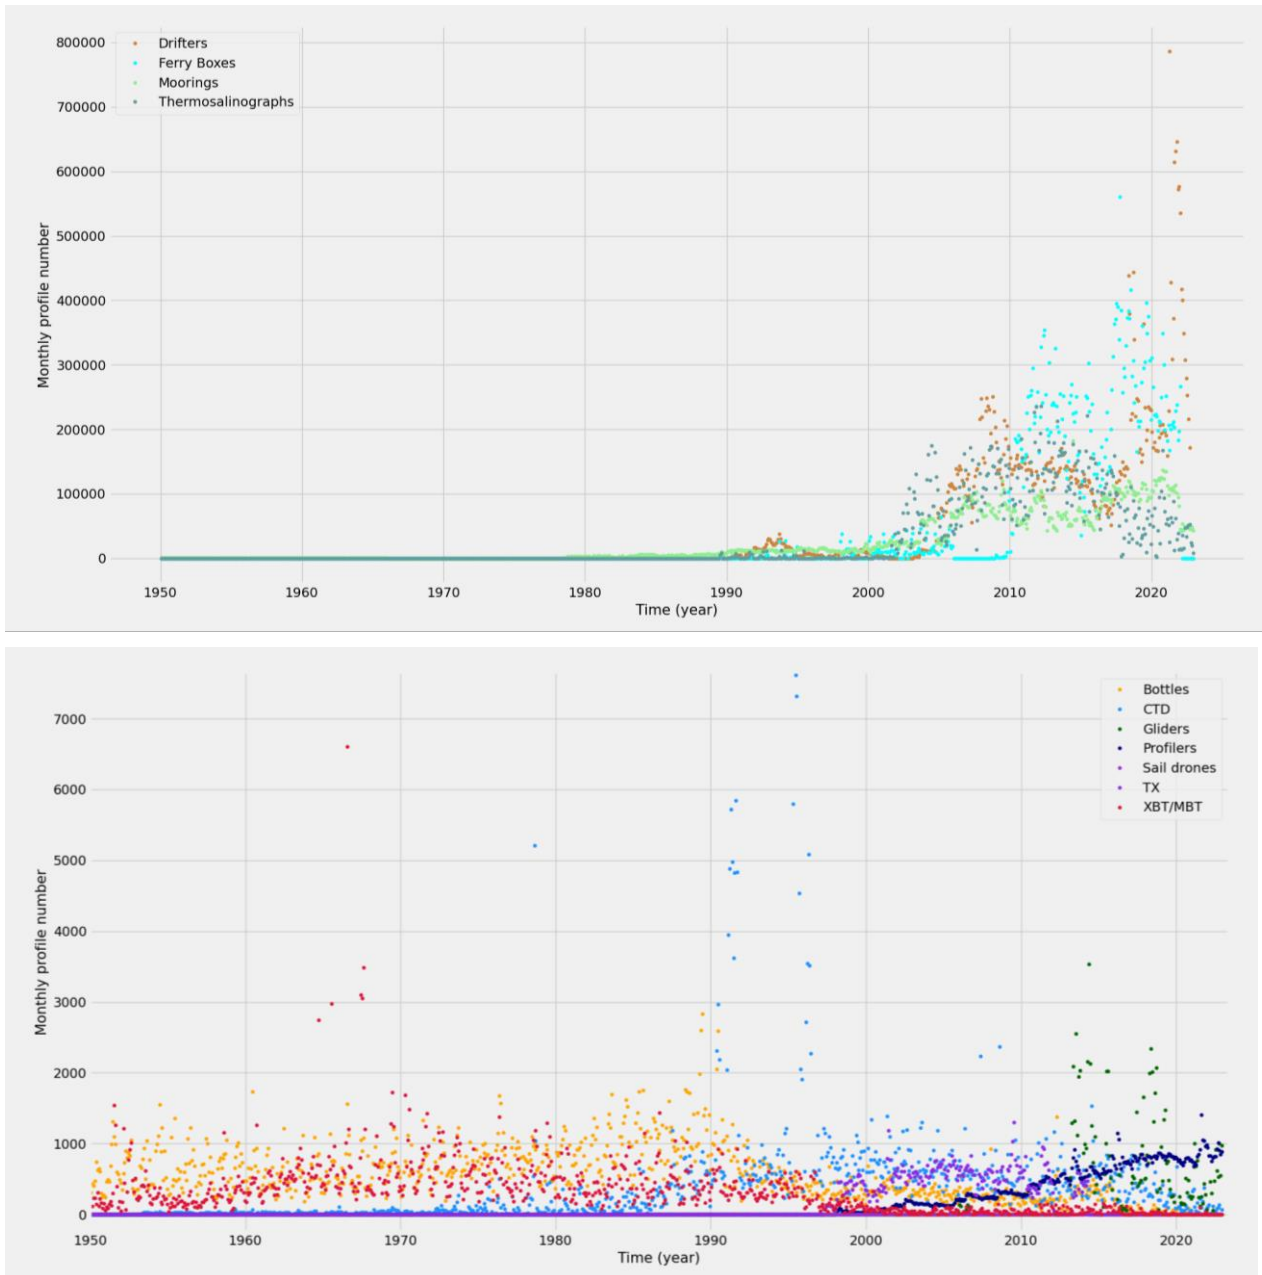 800000
700000
600000
500000
400000
300000
200000
100000
0
Monthly profile number
Drifters
Ferry Boxes
Moorings
Thermosalinographs
1950 1960 1970 1980 1990 2000 2010 2020
Time (year)
7000
6000
5000
4000
3000
2000
1000
0
Monthly profile number
Bottles
CTD
Gliders
Profilers
Sail drones
TX
XBT/MBT
1950 1960 1970 1980 1990 2000 2010 2020
Time (year)